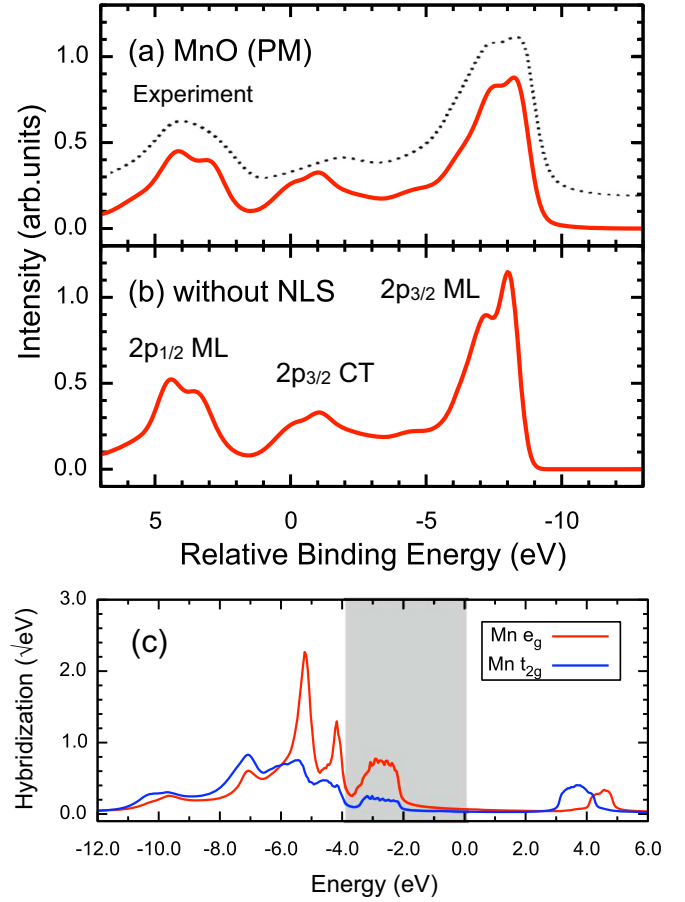 (a) MnO (PM)
Experiment
1.0
0.5
0.0
(b) without NLS
2p3/2 ML
2p1/2 ML
2p3/2 CT
1.0
0.5
0.0
Intensity (arb.units)
5 0 -5 -10
Relative Binding Energy (eV)
(c)
Mn eg
Mn t2g
3.0
2.0
1.0
0.0
Hybridization (√eV)
-12.0 -10.0 -8.0 -6.0 -4.0 -2.0 0.0 2.0 4.0 6.0
Energy (eV)